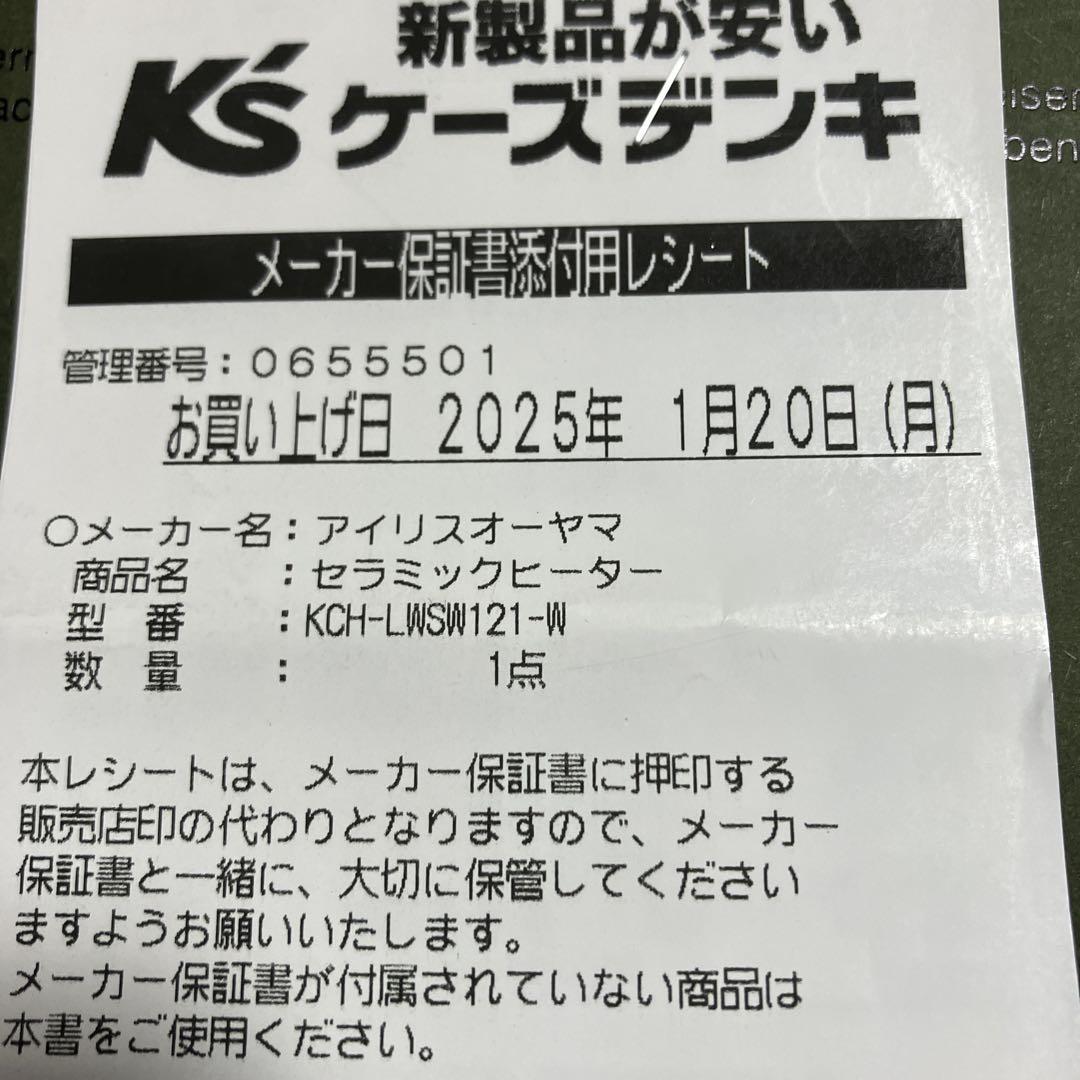 新製品が安い
K's ケーズデンキ
メーカー保証書添付用レシート
管理番号：0655501
お買い上げ日 2025年 1月20日(月)
○メーカー名：アイリスオーヤマ
商品名 ：セラミックヒーター
型 番 ：KCH-LWSW121-W
数 量 ： 1点
本レシートは、メーカー保証書に押印する
販売店印の代わりとなりますので、メーカー
保証書と一緒に、大切に保管してください
ますようお願いいたします。
メーカー保証書が付属されていない商品は
本書をご使用ください。